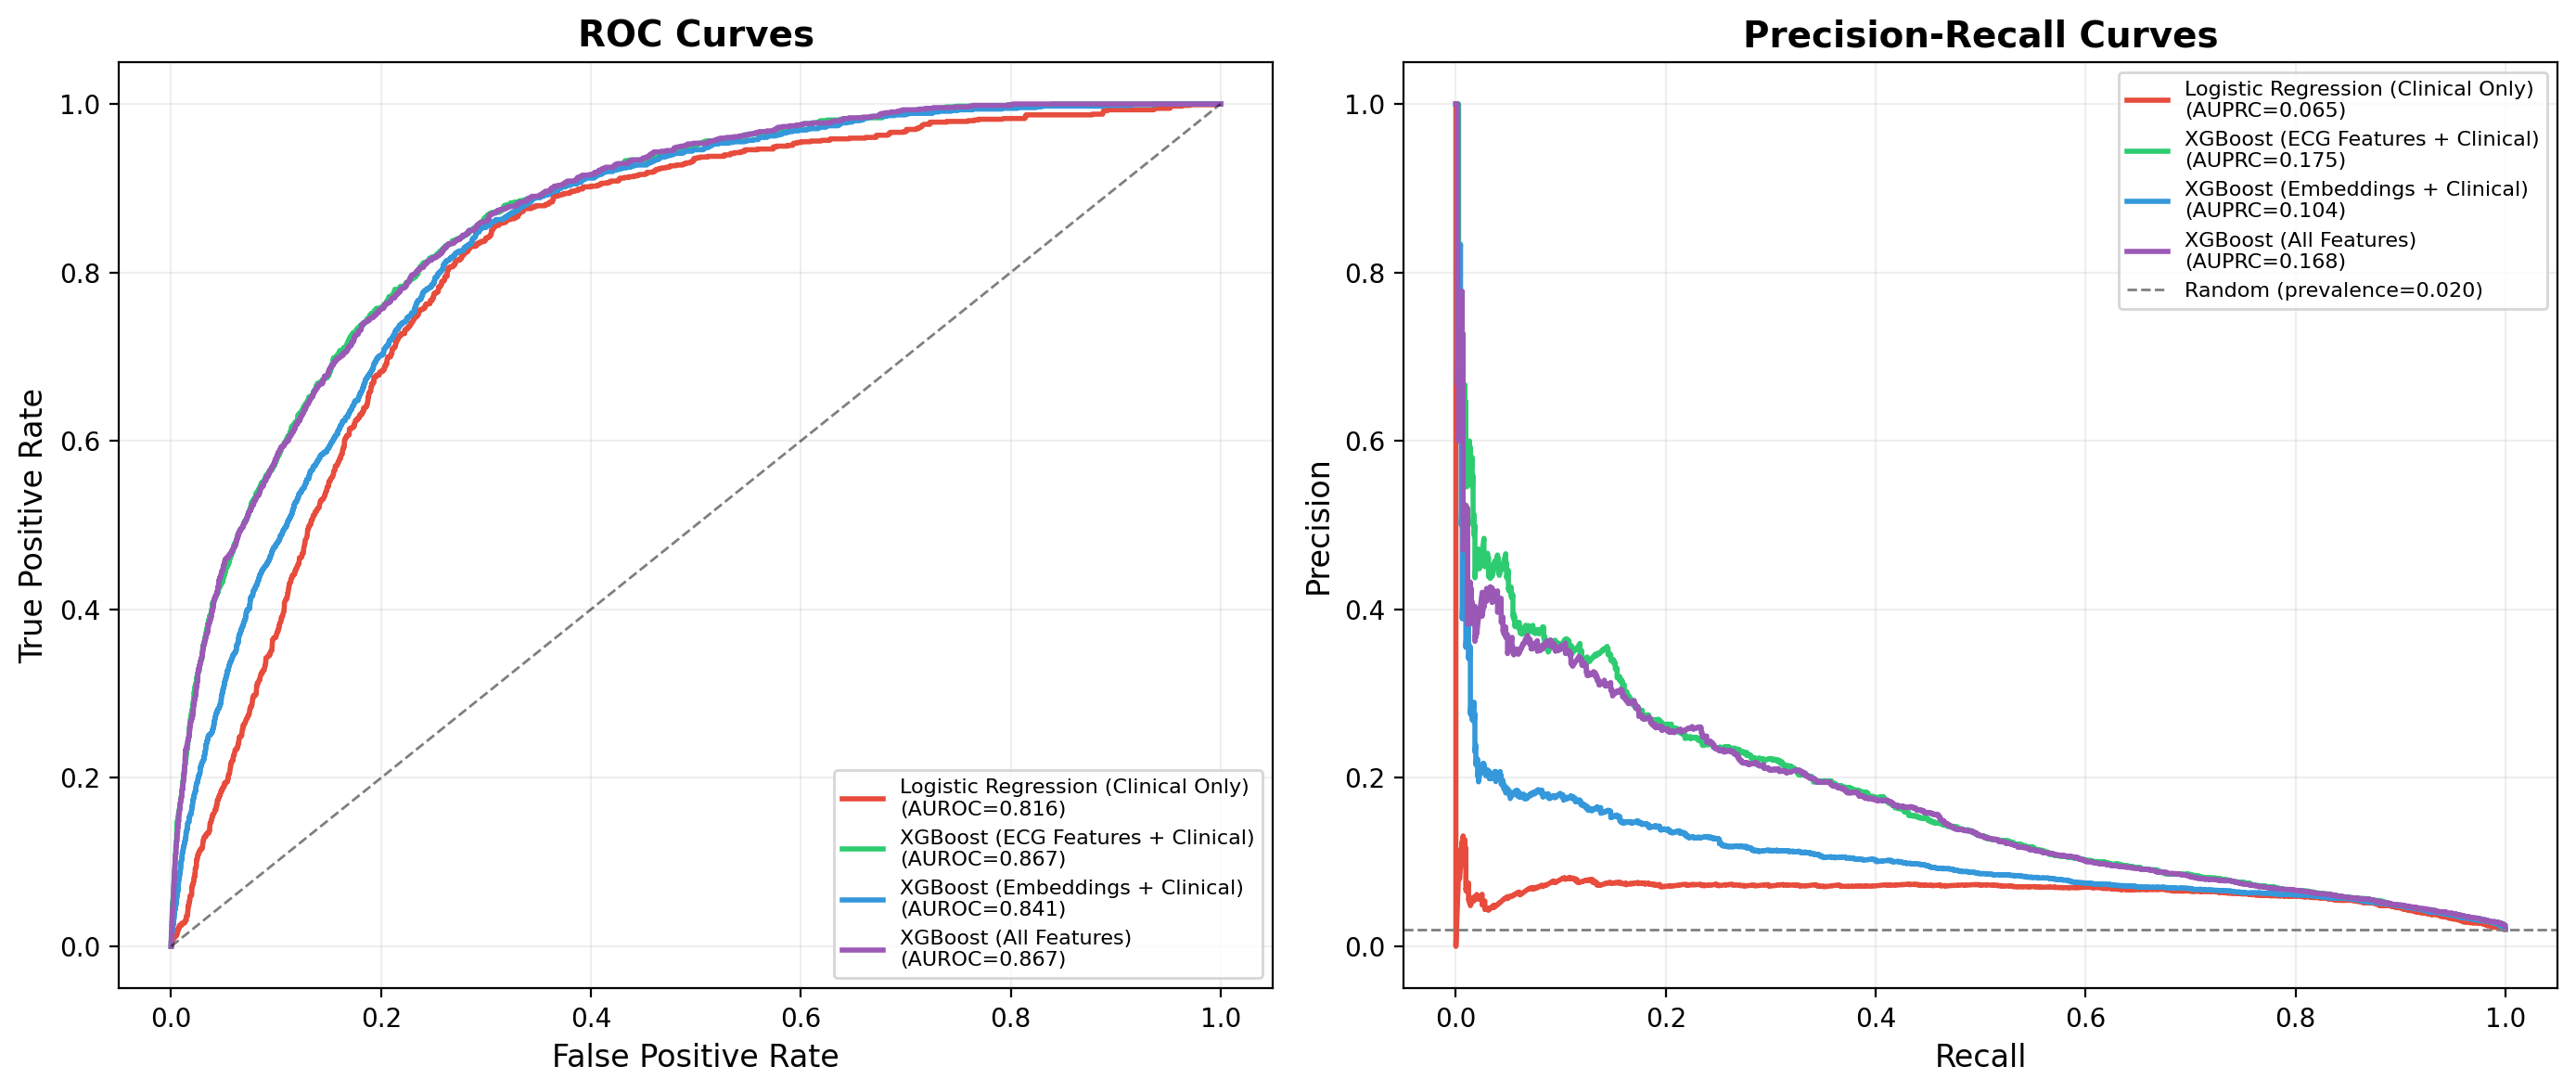 ROC Curves
True Positive Rate
1.0
0.8
0.6
0.4
0.2
0.0
Logistic Regression (Clinical Only)
(AUROC=0.816)
XGBoost (ECG Features + Clinical)
(AUROC=0.867)
XGBoost (Embeddings + Clinical)
(AUROC=0.841)
XGBoost (All Features)
(AUROC=0.867)
0.0 0.2 0.4 0.6 0.8 1.0
False Positive Rate
Precision-Recall Curves
Precision
1.0
0.8
0.6
0.4
0.2
0.0
Logistic Regression (Clinical Only)
(AUPRC=0.065)
XGBoost (ECG Features + Clinical)
(AUPRC=0.175)
XGBoost (Embeddings + Clinical)
(AUPRC=0.104)
XGBoost (All Features)
(AUPRC=0.168)
Random (prevalence=0.020)
0.0 0.2 0.4 0.6 0.8 1.0
Recall